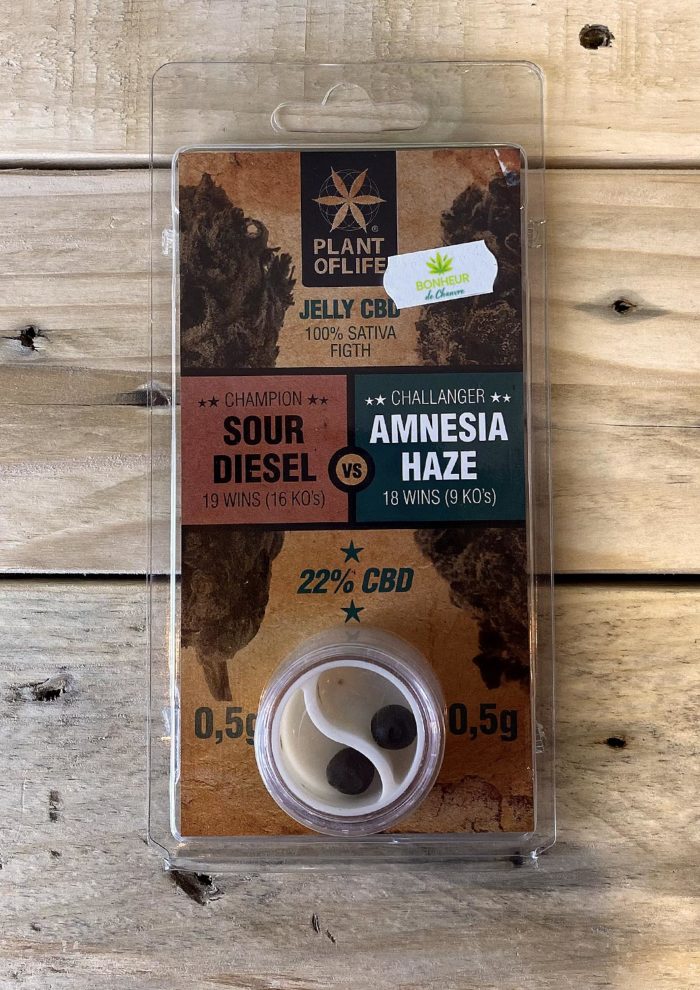 PLANT
OFLIFE
®
BONHEUR
de Chanvre
JELLY CBD
100% SATIVA
FIGTH
★★ CHAMPION ★★
SOUR
DIESEL
19 WINS (16 KO's)
VS
★★ CHALLANGER ★★
AMNESIA
HAZE
18 WINS (9 KO's)
22% CBD
0,5g
0,5g